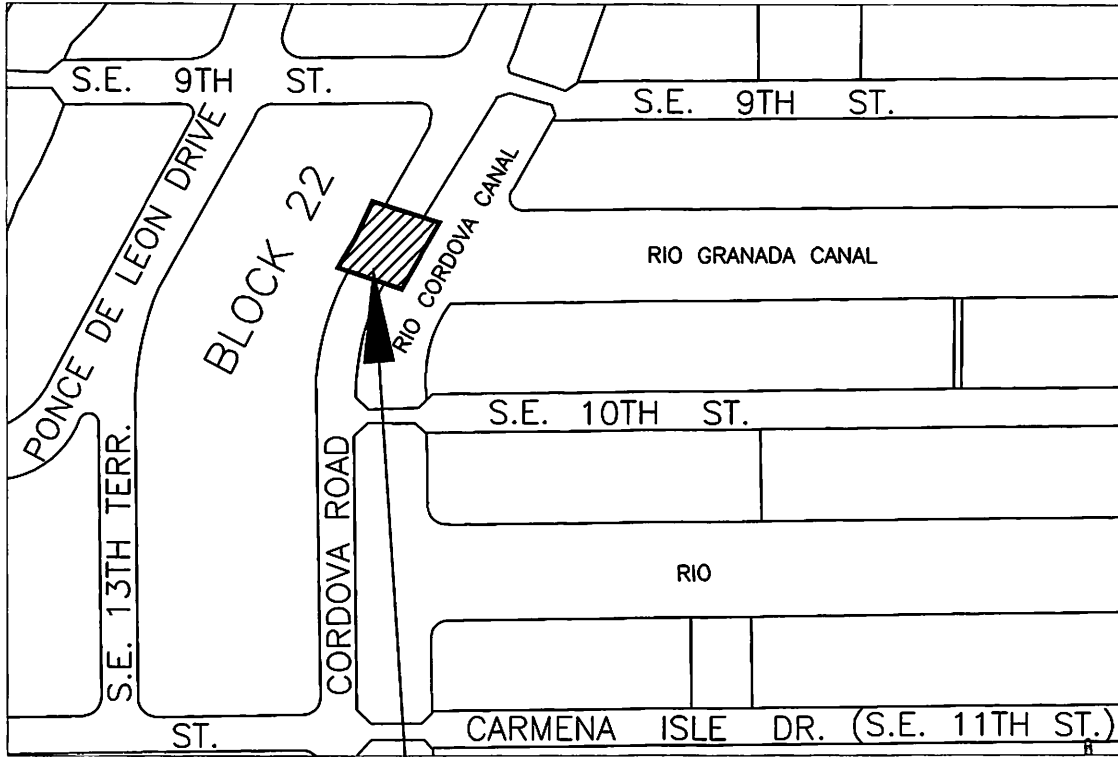 S.E. 9TH ST.
S.E. 9TH ST.
PONCE DE LEON DRIVE
BLOCK 22
RIO CORDOVA CANAL
RIO GRANADA CANAL
S.E. 10TH ST.
S.E. 13TH TERR.
CORDOVA ROAD
RIO
ST.
CARMENA ISLE DR. (S.E. 11TH ST.)